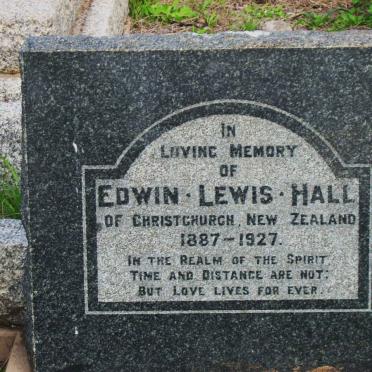 IN
LOVING MEMORY
OF
EDWIN · LEWIS · HALL
OF CHRISTCHURCH NEW ZEALAND
1887-1927.
IN THE REALM OF THE SPIRIT
TIME AND DISTANCE ARE NOT:
BUT LOVE LIVES FOR EVER.